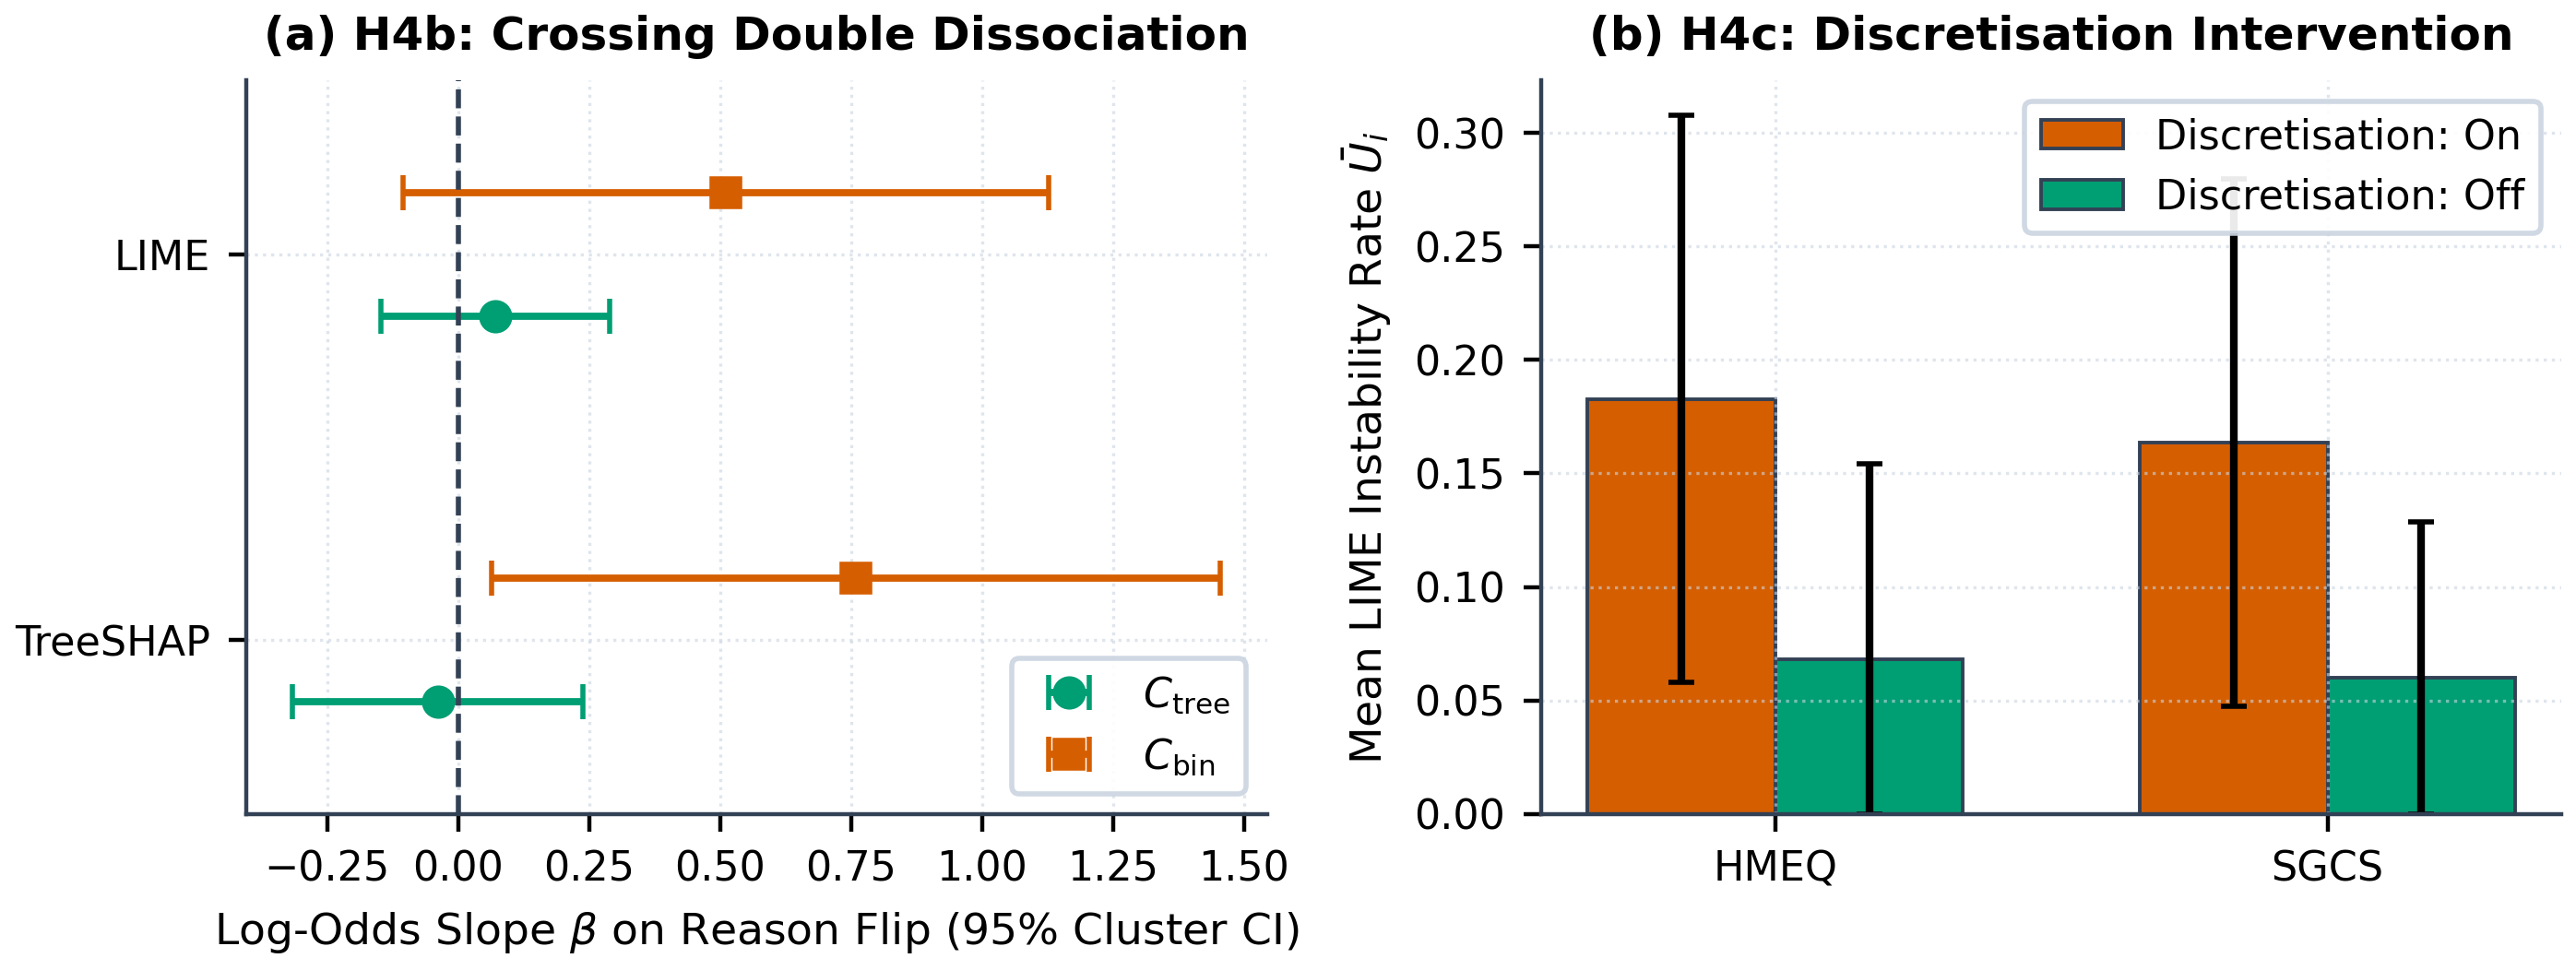 (a) H4b: Crossing Double Dissociation
LIME
TreeSHAP
C_tree
C_bin
−0.25 0.00 0.25 0.50 0.75 1.00 1.25 1.50
Log-Odds Slope β on Reason Flip (95% Cluster CI)
(b) H4c: Discretisation Intervention
Mean LIME Instability Rate Ūᵢ
0.30
0.25
0.20
0.15
0.10
0.05
0.00
Discretisation: On
Discretisation: Off
HMEQ SGCS